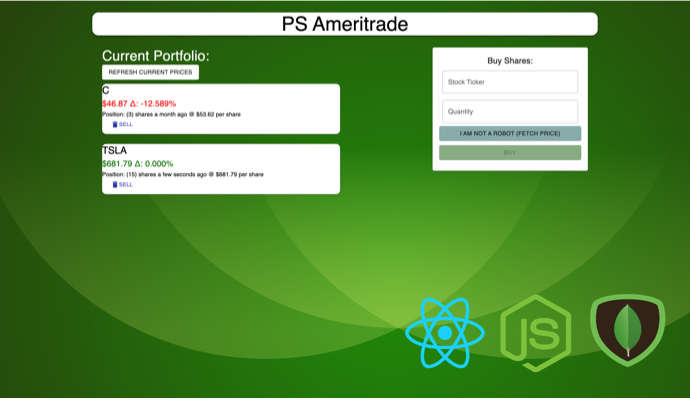 PS Ameritrade
Current Portfolio:
REFRESH CURRENT PRICES
C
$46.87 Δ: -12.589%
Position: (3) shares a month ago @ $53.62 per share
SELL
TSLA
$681.79 Δ: 0.000%
Position: (15) shares a few seconds ago @ $681.79 per share
SELL
Buy Shares:
Stock Ticker
Quantity
I AM NOT A ROBOT (FETCH PRICE)
BUY
JS